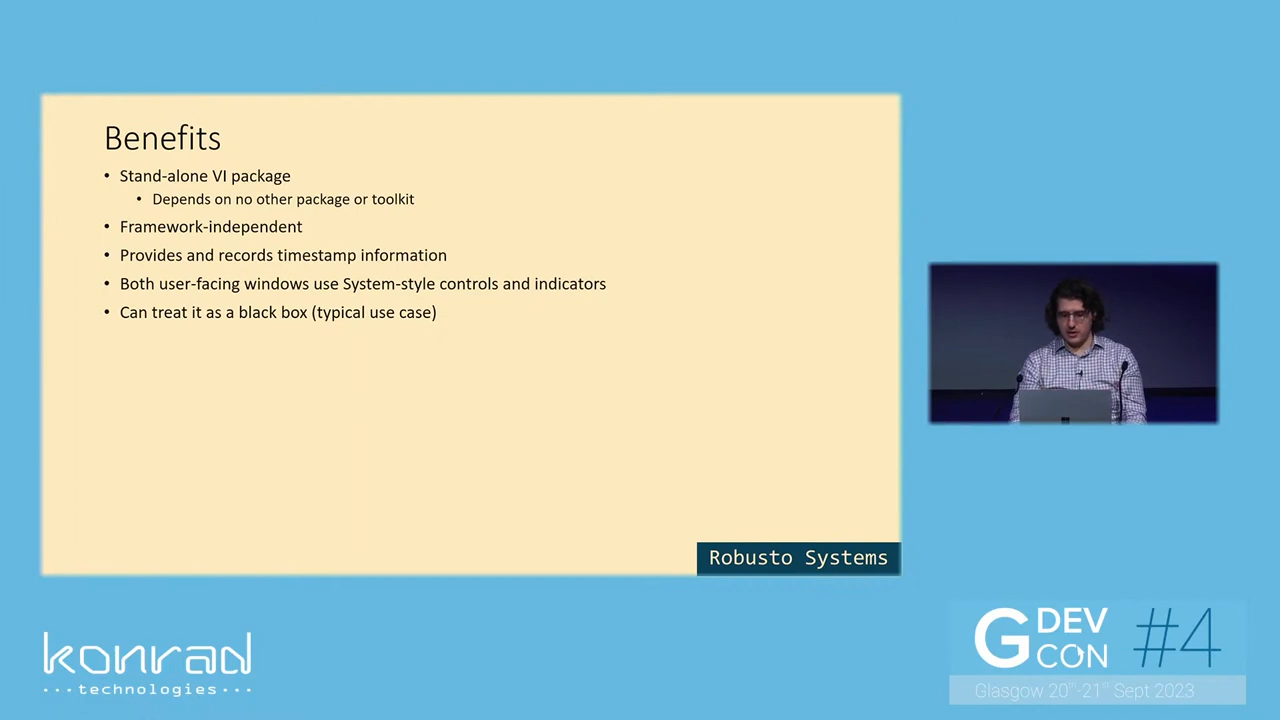 Benefits
• Stand-alone VI package
• Depends on no other package or toolkit
• Framework-independent
• Provides and records timestamp information
• Both user-facing windows use System-style controls and indicators
• Can treat it as a black box (typical use case)
Robusto Systems
konrad
···technologies···
G DEV CON #4
Glasgow 20th-21st Sept 2023